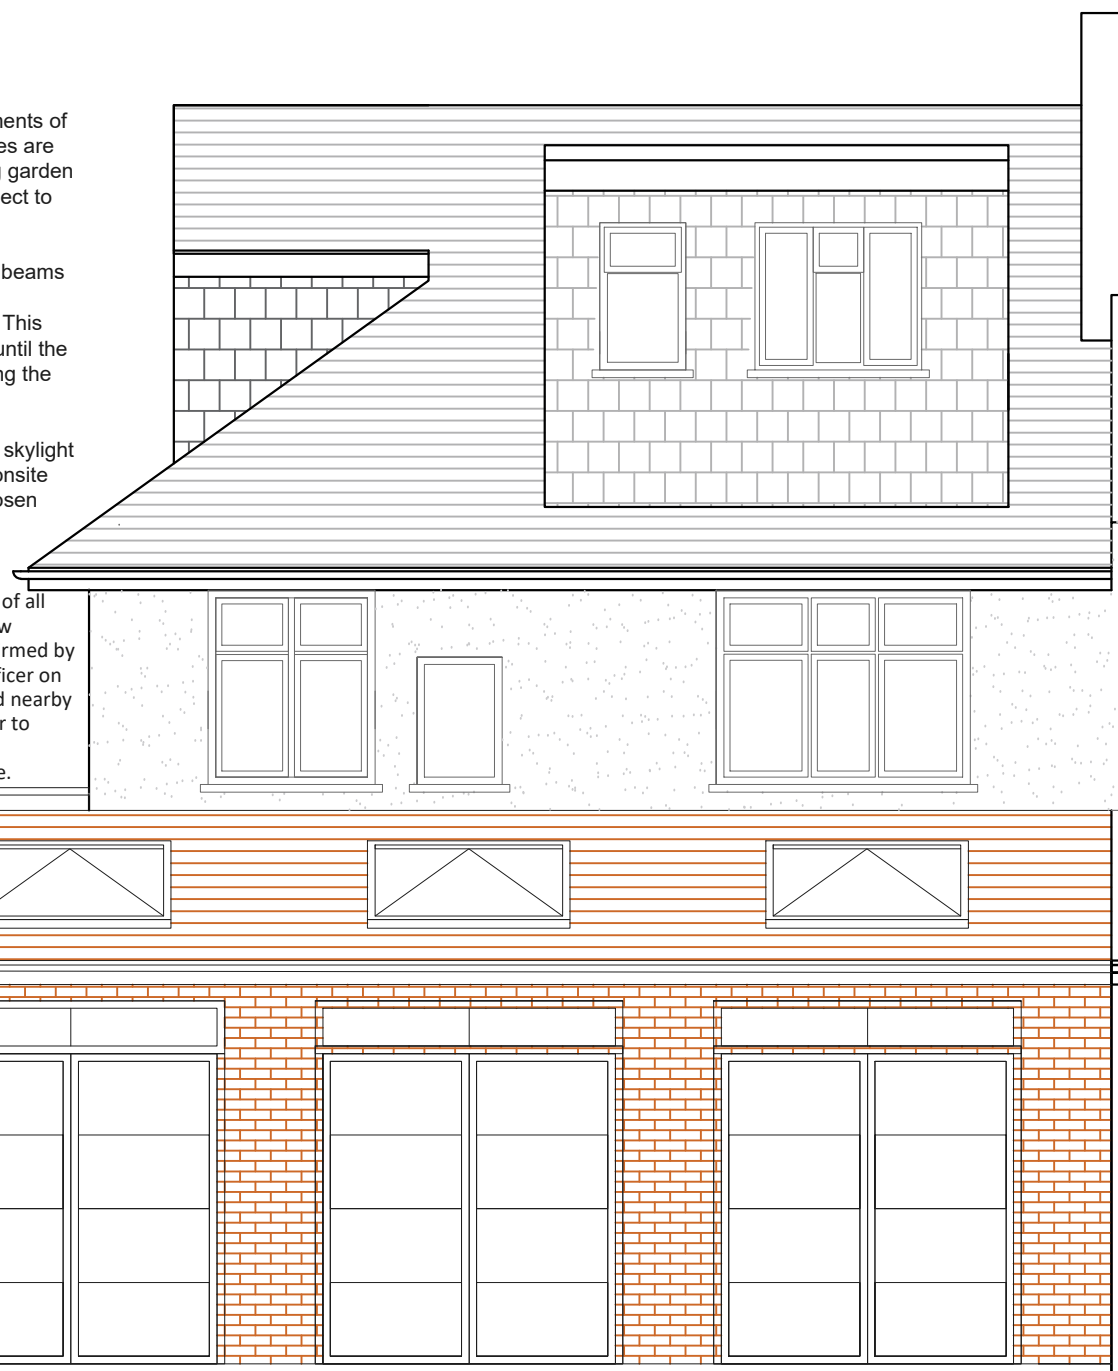 nents of
es are
g garden
ect to
beams
This
until the
ng the
skylight
onsite
osen
of all
w
rmed by
ficer on
d nearby
r to
e.